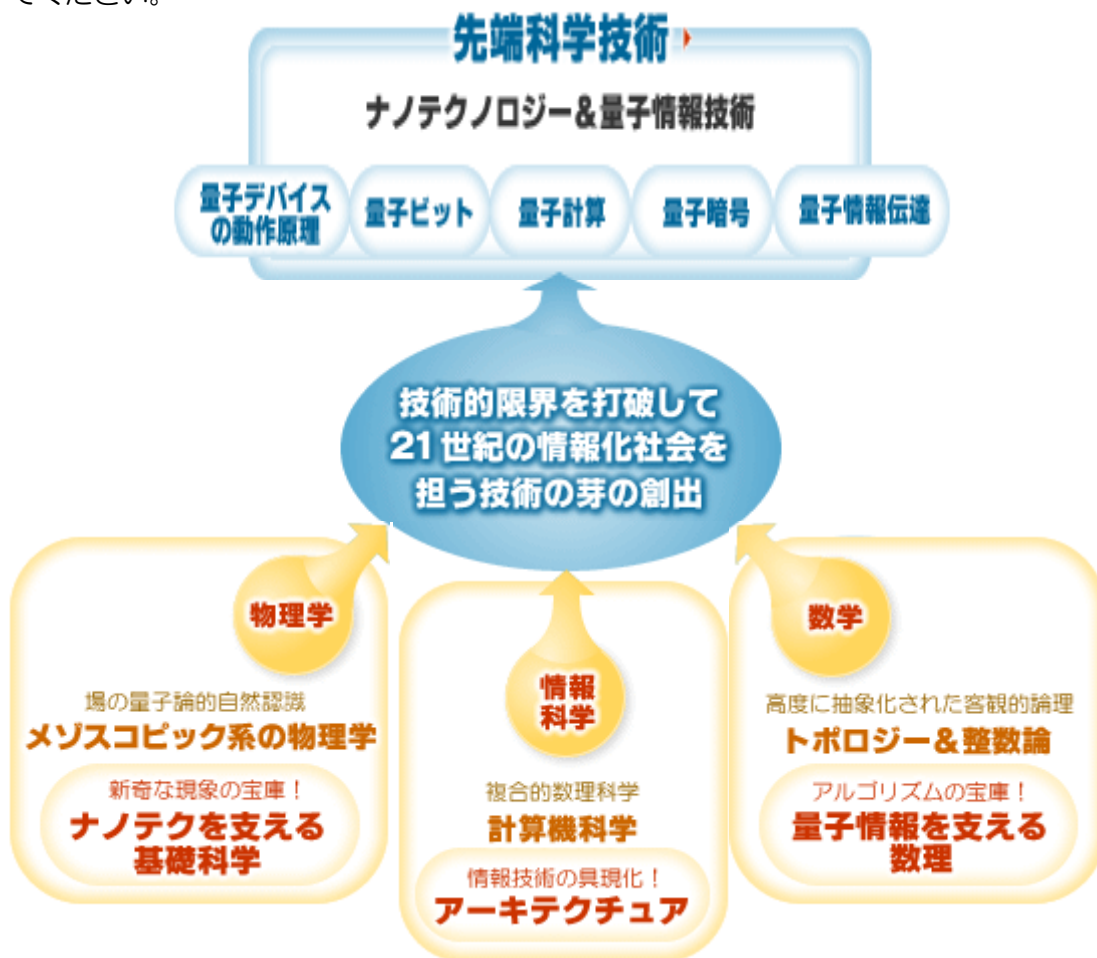 てください。
先端科学技術
ナノテクノロジー＆量子情報技術
量子デバイス
の動作原理
量子ビット
量子計算
量子暗号
量子情報伝達
技術的限界を打破して
21世紀の情報化社会を
担う技術の芽の創出
物理学
場の量子論的自然認識
メゾスコピック系の物理学
新奇な現象の宝庫！
ナノテクを支える
基礎科学
情報
科学
複合的数理科学
計算機科学
情報技術の具現化！
アーキテクチュア
数学
高度に抽象化された客観的論理
トポロジー＆整数論
アルゴリズムの宝庫！
量子情報を支える
数理